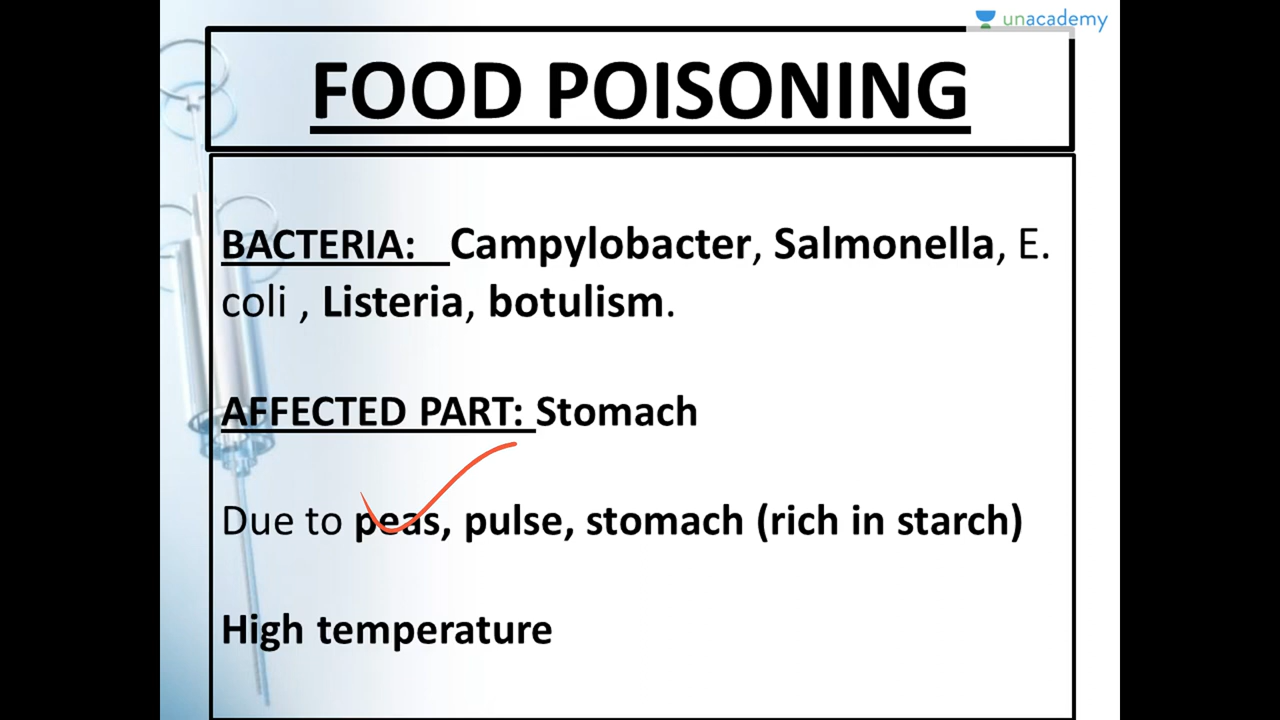 unacademy
FOOD POISONING
BACTERIA: Campylobacter, Salmonella, E.
coli , Listeria, botulism.
AFFECTED PART: Stomach
Due to peas, pulse, stomach (rich in starch)
High temperature